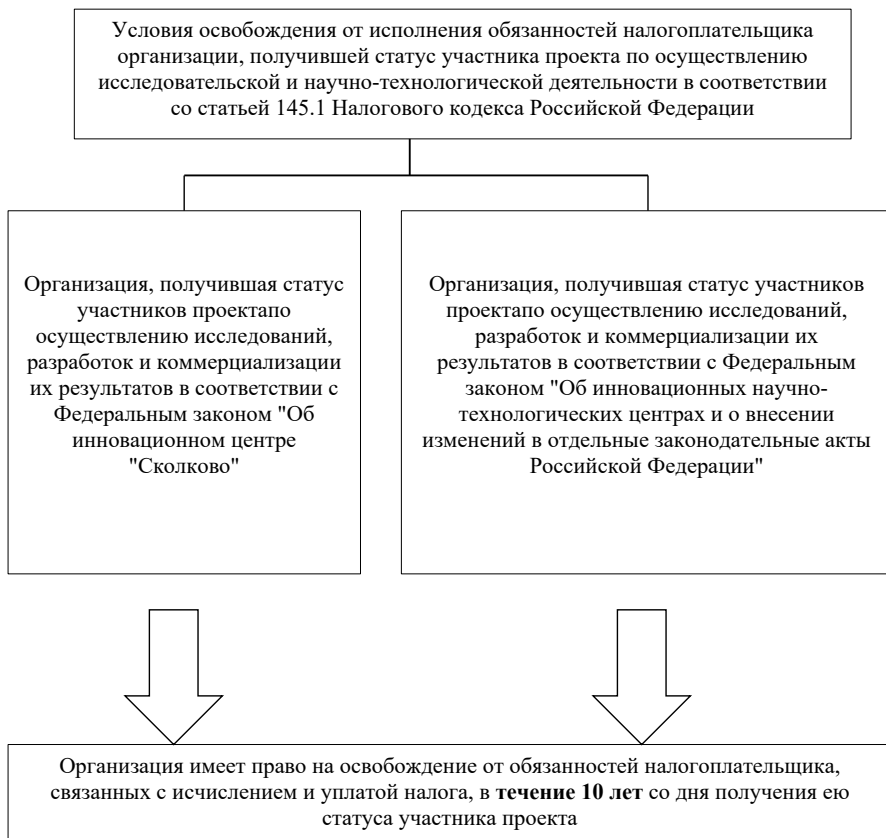 Условия освобождения от исполнения обязанностей налогоплательщика
организации, получившей статус участника проекта по осуществлению
исследовательской и научно-технологической деятельности в соответствии
со статьей 145.1 Налогового кодекса Российской Федерации
Организация, получившая статус
участников проектапо
осуществлению исследований,
разработок и коммерциализации
их результатов в соответствии с
Федеральным законом "Об
инновационном центре
"Сколково"
Организация, получившая статус участников
проектапо осуществлению исследований,
разработок и коммерциализации их
результатов в соответствии с Федеральным
законом "Об инновационных научно-
технологических центрах и о внесении
изменений в отдельные законодательные акты
Российской Федерации"
Организация имеет право на освобождение от обязанностей налогоплательщика,
связанных с исчислением и уплатой налога, в течение 10 лет со дня получения ею
статуса участника проекта